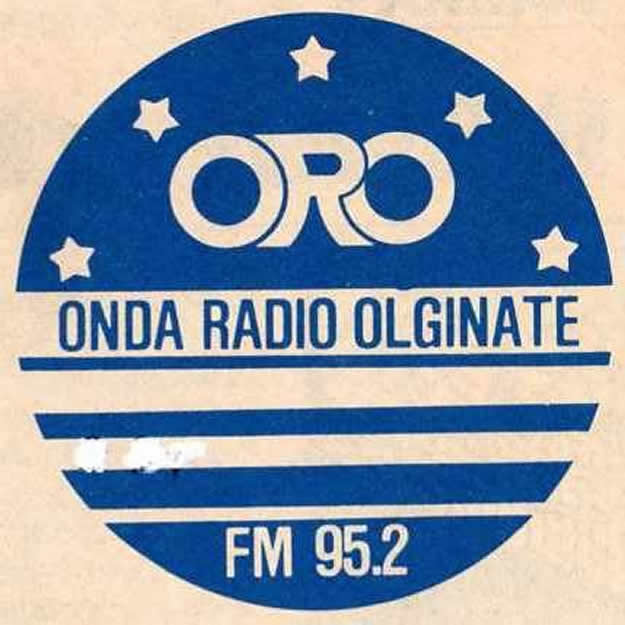 ORO
ONDA RADIO OLGINATE
FM 95.2